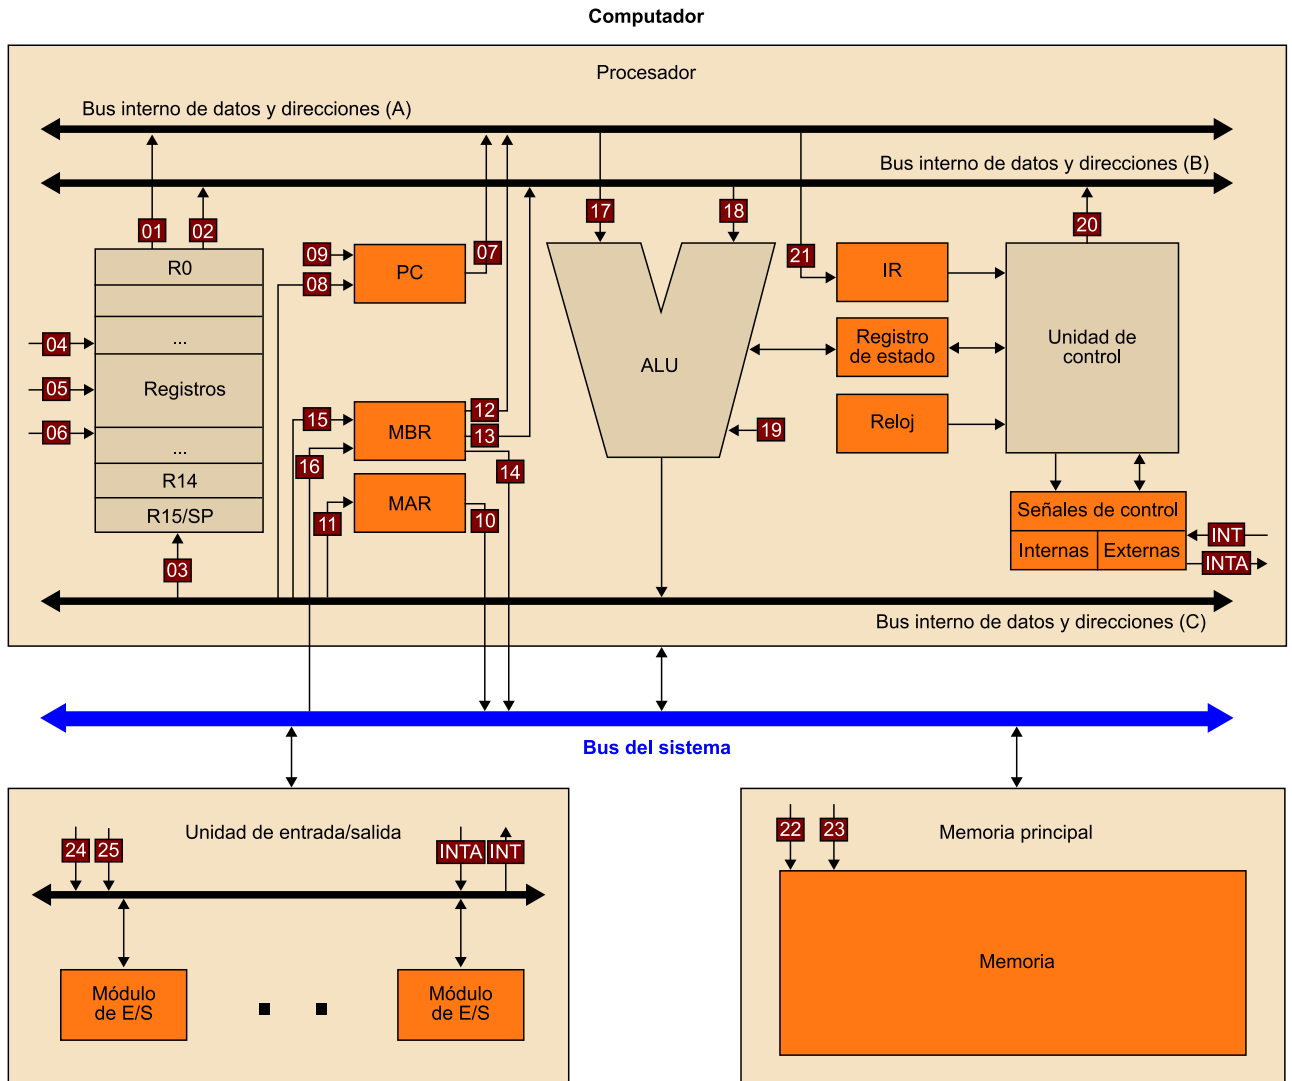 Computador
Procesador
Bus interno de datos y direcciones (A)
Bus interno de datos y direcciones (B)
01
02
17
18
20
09
07
21
08
R0
PC
IR
04
...
Registro
de estado
Unidad de
control
ALU
05
Registros
15
12
06
MBR
13
19
Reloj
...
16
14
R14
MAR
11
10
R15/SP
Señales de control
INT
Internas
Externas
INTA
03
Bus interno de datos y direcciones (C)
Bus del sistema
24
25
Unidad de entrada/salida
INTA
INT
22
23
Memoria principal
Módulo
de E/S
Módulo
de E/S
Memoria